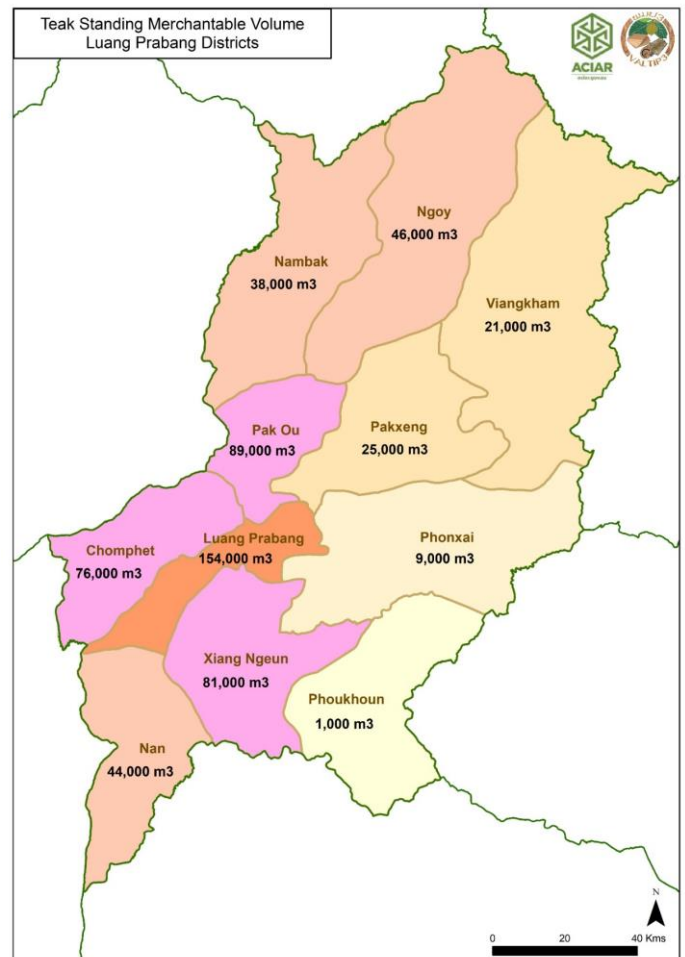 Teak Standing Merchantable Volume
Luang Prabang Districts
ACIAR
VALTIP3
Ngoy
46,000 m3
Nambak
38,000 m3
Viangkham
21,000 m3
Pak Ou
89,000 m3
Pakxeng
25,000 m3
Luang Prabang
154,000 m3
Chomphet
76,000 m3
Phonxai
9,000 m3
Xiang Ngeun
81,000 m3
Phoukhoun
1,000 m3
Nan
44,000 m3
N
0 20 40 Kms